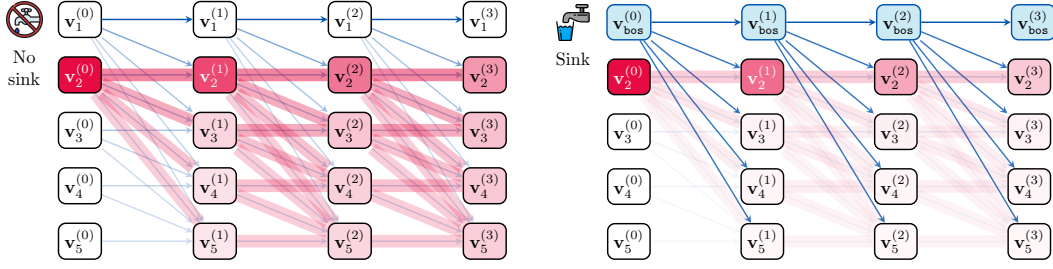 No sink
v_1^(0) v_1^(1) v_1^(2) v_1^(3)
v_2^(0) v_2^(1) v_2^(2) v_2^(3)
v_3^(0) v_3^(1) v_3^(2) v_3^(3)
v_4^(0) v_4^(1) v_4^(2) v_4^(3)
v_5^(0) v_5^(1) v_5^(2) v_5^(3)
Sink
v_bos^(0) v_bos^(1) v_bos^(2) v_bos^(3)
v_2^(0) v_2^(1) v_2^(2) v_2^(3)
v_3^(0) v_3^(1) v_3^(2) v_3^(3)
v_4^(0) v_4^(1) v_4^(2) v_4^(3)
v_5^(0) v_5^(1) v_5^(2) v_5^(3)